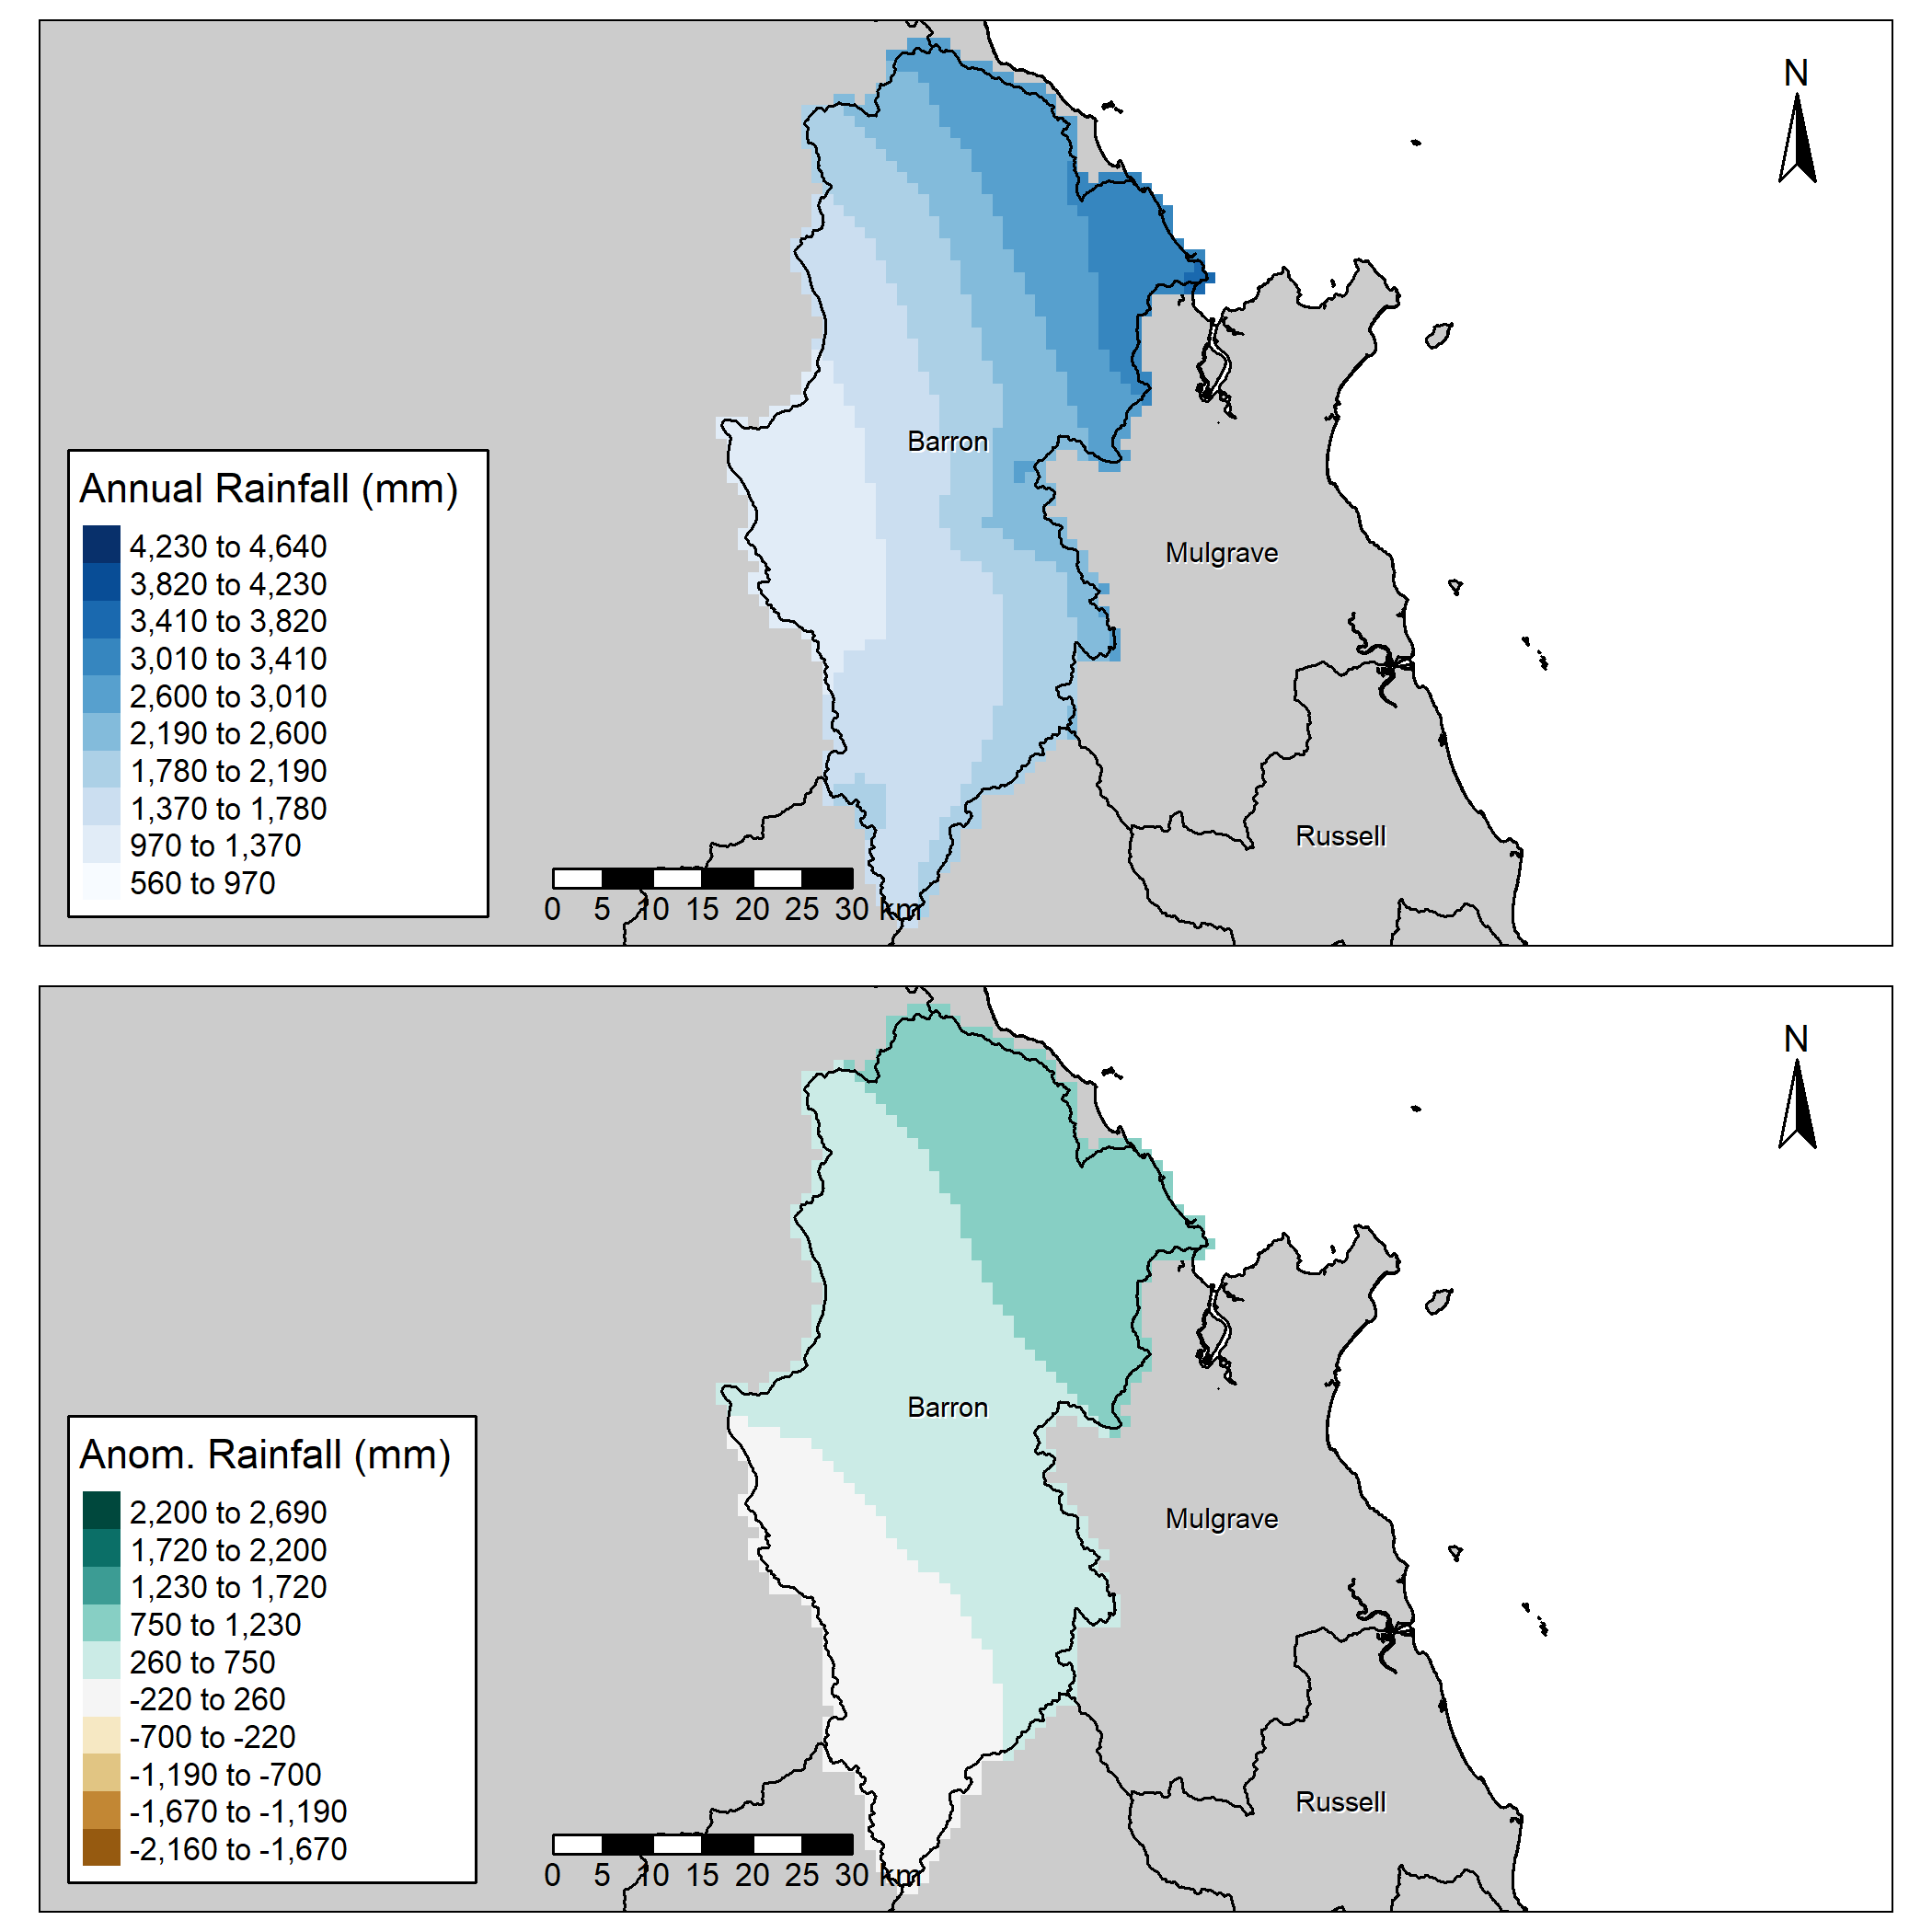 N
Barron
Annual Rainfall (mm)
4,230 to 4,640
3,820 to 4,230
3,410 to 3,820
3,010 to 3,410
2,600 to 3,010
2,190 to 2,600
1,780 to 2,190
1,370 to 1,780
970 to 1,370
560 to 970
Mulgrave
Russell
0 5 10 15 20 25 30 km
N
Barron
Anom. Rainfall (mm)
2,200 to 2,690
1,720 to 2,200
1,230 to 1,720
750 to 1,230
260 to 750
-220 to 260
-700 to -220
-1,190 to -700
-1,670 to -1,190
-2,160 to -1,670
Mulgrave
Russell
0 5 10 15 20 25 30 km